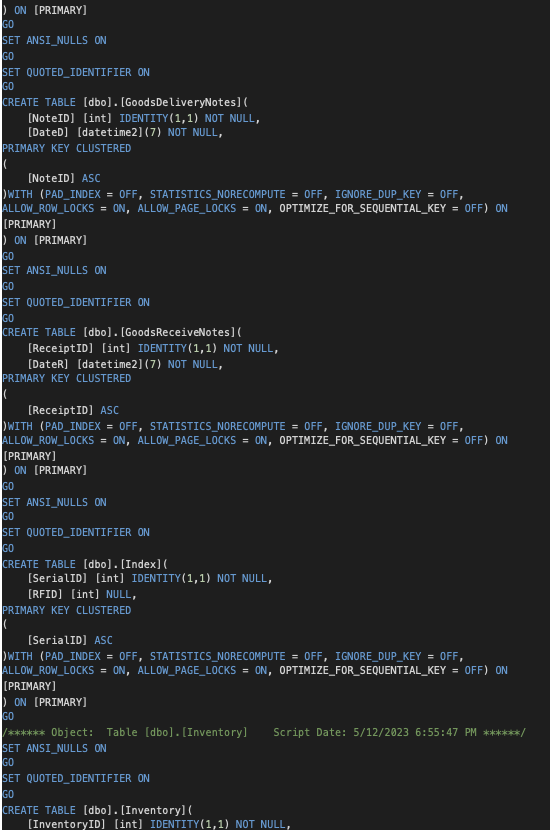 ) ON [PRIMARY]
GO
SET ANSI_NULLS ON
GO
SET QUOTED_IDENTIFIER ON
GO
CREATE TABLE [dbo].[GoodsDeliveryNotes](
    [NoteID] [int] IDENTITY(1,1) NOT NULL,
    [DateD] [datetime2](7) NOT NULL,
PRIMARY KEY CLUSTERED
(
    [NoteID] ASC
)WITH (PAD_INDEX = OFF, STATISTICS_NORECOMPUTE = OFF, IGNORE_DUP_KEY = OFF,
ALLOW_ROW_LOCKS = ON, ALLOW_PAGE_LOCKS = ON, OPTIMIZE_FOR_SEQUENTIAL_KEY = OFF) ON
[PRIMARY]
) ON [PRIMARY]
GO
SET ANSI_NULLS ON
GO
SET QUOTED_IDENTIFIER ON
GO
CREATE TABLE [dbo].[GoodsReceiveNotes](
    [ReceiptID] [int] IDENTITY(1,1) NOT NULL,
    [DateR] [datetime2](7) NOT NULL,
PRIMARY KEY CLUSTERED
(
    [ReceiptID] ASC
)WITH (PAD_INDEX = OFF, STATISTICS_NORECOMPUTE = OFF, IGNORE_DUP_KEY = OFF,
ALLOW_ROW_LOCKS = ON, ALLOW_PAGE_LOCKS = ON, OPTIMIZE_FOR_SEQUENTIAL_KEY = OFF) ON
[PRIMARY]
) ON [PRIMARY]
GO
SET ANSI_NULLS ON
GO
SET QUOTED_IDENTIFIER ON
GO
CREATE TABLE [dbo].[Index](
    [SerialID] [int] IDENTITY(1,1) NOT NULL,
    [RFID] [int] NULL,
PRIMARY KEY CLUSTERED
(
    [SerialID] ASC
)WITH (PAD_INDEX = OFF, STATISTICS_NORECOMPUTE = OFF, IGNORE_DUP_KEY = OFF,
ALLOW_ROW_LOCKS = ON, ALLOW_PAGE_LOCKS = ON, OPTIMIZE_FOR_SEQUENTIAL_KEY = OFF) ON
[PRIMARY]
) ON [PRIMARY]
GO
/****** Object:  Table [dbo].[Inventory]    Script Date: 5/12/2023 6:55:47 PM ******/
SET ANSI_NULLS ON
GO
SET QUOTED_IDENTIFIER ON
GO
CREATE TABLE [dbo].[Inventory](
    [InventoryID] [int] IDENTITY(1,1) NOT NULL,